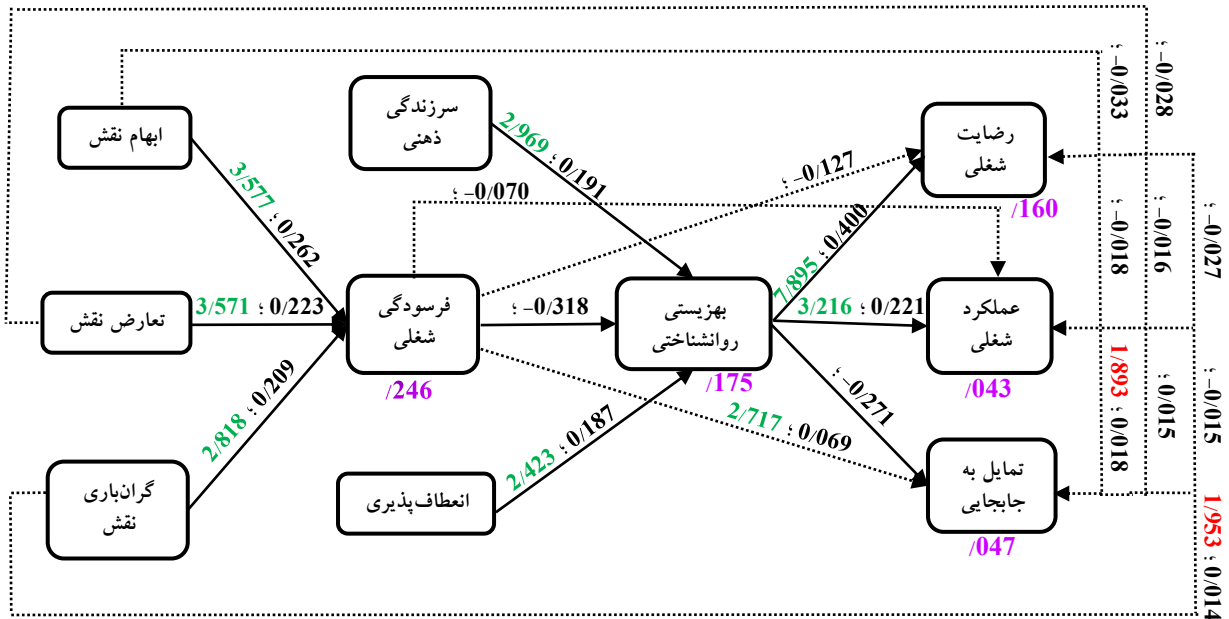 ابهام نقش
تعارض نقش
گران‌باری
نقش
سرزندگی
ذهنی
فرسودگی
شغلی
/246
انعطاف‌پذیری
بهزیستی
روانشناختی
/175
رضایت
شغلی
/160
عملکرد
شغلی
/043
تمایل به
جابجایی
/047
3/577 ؛ 0/262
3/571 ؛ 0/223
2/818 ؛ 0/209
2/969 ؛ 0/191
؛ –0/070
؛ –0/127
؛ –0/318
2/423 ؛ 0/187
2/717 ؛ 0/069
7/895 ؛ 0/400
3/216 ؛ 0/221
؛ –0/271
؛ –0/033
؛ –0/028
؛ –0/018
؛ –0/016
؛ –0/027
1/893 ؛ 0/018
؛ 0/015
؛ –0/015
1/953 ؛ 0/014